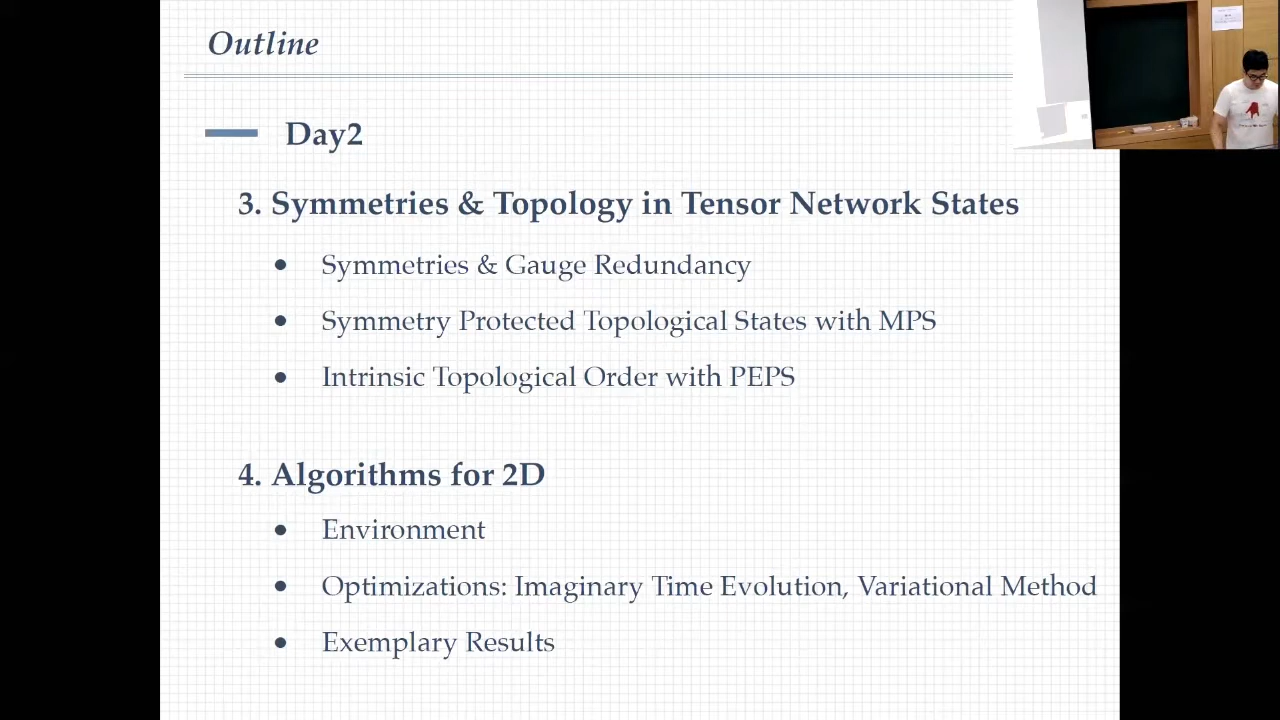 Outline
Day2
3. Symmetries & Topology in Tensor Network States
● Symmetries & Gauge Redundancy
● Symmetry Protected Topological States with MPS
● Intrinsic Topological Order with PEPS
4. Algorithms for 2D
● Environment
● Optimizations: Imaginary Time Evolution, Variational Method
● Exemplary Results